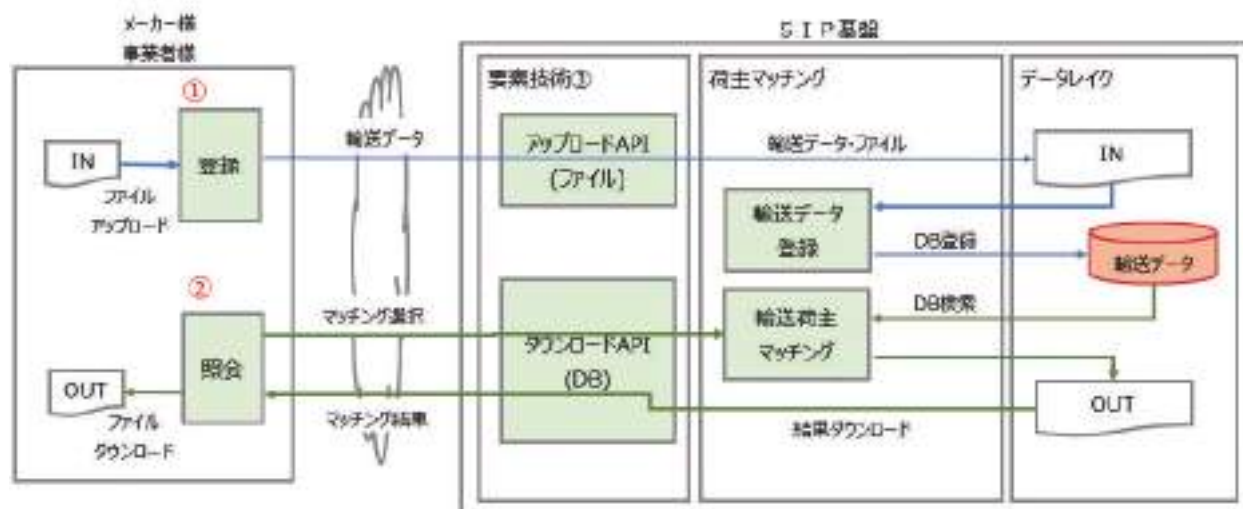 メーカー様
事業者様
SIP基盤
要素技術①
荷主マッチング
データレイク
①
IN
登録
ファイル
アップロード
輸送データ
アップロードAPI
(ファイル)
輸送データ・ファイル
IN
輸送データ
登録
DB登録
輸送データ
②
マッチング選択
照会
OUT
ファイル
ダウンロード
マッチング結果
ダウンロードAPI
(DB)
輸送荷主
マッチング
DB検索
結果ダウンロード
OUT